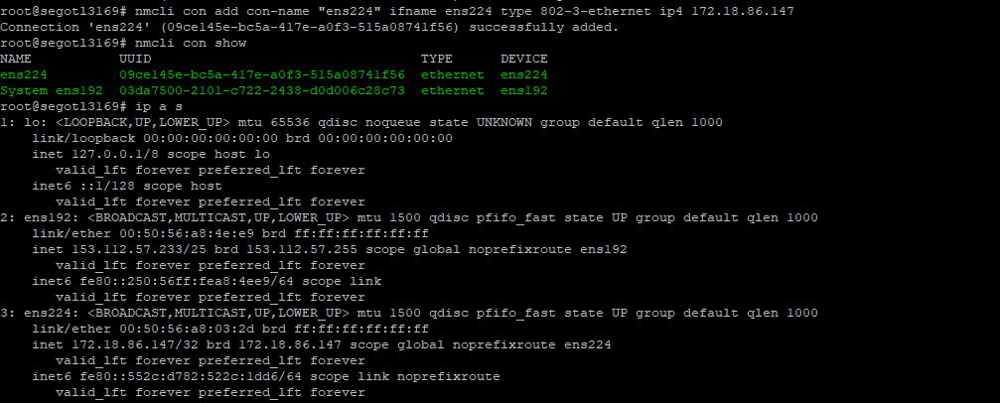 root@segotl3169# nmcli con add con-name "ens224" ifname ens224 type 802-3-ethernet ip4 172.18.86.147
Connection 'ens224' (09ce145e-bc5a-417e-a0f3-515a08741f56) successfully added.
root@segotl3169# nmcli con show
NAME           UUID                                  TYPE      DEVICE
ens224         09ce145e-bc5a-417e-a0f3-515a08741f56  ethernet  ens224
System ens192  03da7500-2101-c722-2438-d0d006c28c73  ethernet  ens192
root@segotl3169# ip a s
1: lo: <LOOPBACK,UP,LOWER_UP> mtu 65536 qdisc noqueue state UNKNOWN group default qlen 1000
    link/loopback 00:00:00:00:00:00 brd 00:00:00:00:00:00
    inet 127.0.0.1/8 scope host lo
       valid_lft forever preferred_lft forever
    inet6 ::1/128 scope host
       valid_lft forever preferred_lft forever
2: ens192: <BROADCAST,MULTICAST,UP,LOWER_UP> mtu 1500 qdisc pfifo_fast state UP group default qlen 1000
    link/ether 00:50:56:a8:4e:e9 brd ff:ff:ff:ff:ff:ff
    inet 153.112.57.233/25 brd 153.112.57.255 scope global noprefixroute ens192
       valid_lft forever preferred_lft forever
    inet6 fe80::250:56ff:fea8:4ee9/64 scope link
       valid_lft forever preferred_lft forever
3: ens224: <BROADCAST,MULTICAST,UP,LOWER_UP> mtu 1500 qdisc pfifo_fast state UP group default qlen 1000
    link/ether 00:50:56:a8:03:2d brd ff:ff:ff:ff:ff:ff
    inet 172.18.86.147/32 brd 172.18.86.147 scope global noprefixroute ens224
       valid_lft forever preferred_lft forever
    inet6 fe80::552c:d782:522c:1dd6/64 scope link noprefixroute
       valid_lft forever preferred_lft forever